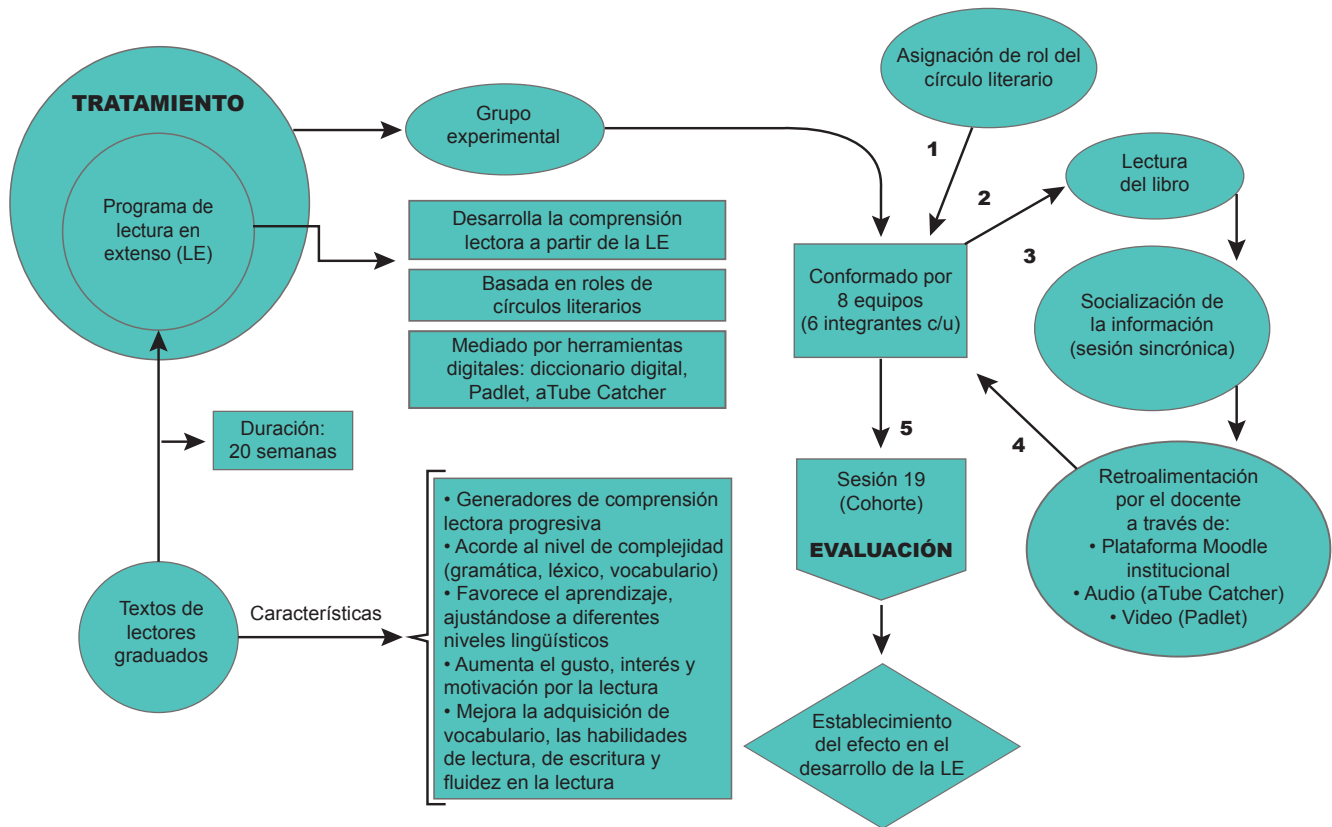 TRATAMIENTO
Programa de
lectura en
extenso (LE)
Grupo
experimental
Asignación de rol del
círculo literario
1
2
Lectura
del libro
3
Desarrolla la comprensión
lectora a partir de la LE
Basada en roles de
círculos literarios
Mediado por herramientas
digitales: diccionario digital,
Padlet, aTube Catcher
Conformado por
8 equipos
(6 integrantes c/u)
Socialización de
la información
(sesión sincrónica)
Duración:
20 semanas
4
5
Retroalimentación
por el docente
a través de:
• Plataforma Moodle
institucional
• Audio (aTube Catcher)
• Video (Padlet)
Sesión 19
(Cohorte)
EVALUACIÓN
Textos de
lectores
graduados
Características
• Generadores de comprensión
lectora progresiva
• Acorde al nivel de complejidad
(gramática, léxico, vocabulario)
• Favorece el aprendizaje,
ajustándose a diferentes
niveles lingüísticos
• Aumenta el gusto, interés y
motivación por la lectura
• Mejora la adquisición de
vocabulario, las habilidades
de lectura, de escritura y
fluidez en la lectura
Establecimiento
del efecto en el
desarrollo de la LE